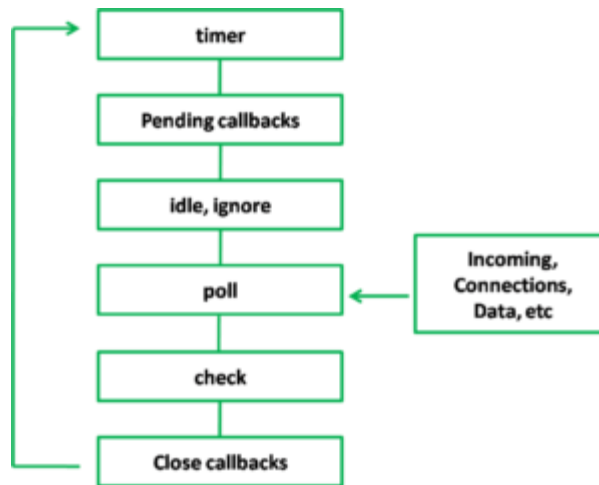 timer
Pending callbacks
idle, ignore
poll
Incoming,
Connections,
Data, etc
check
Close callbacks